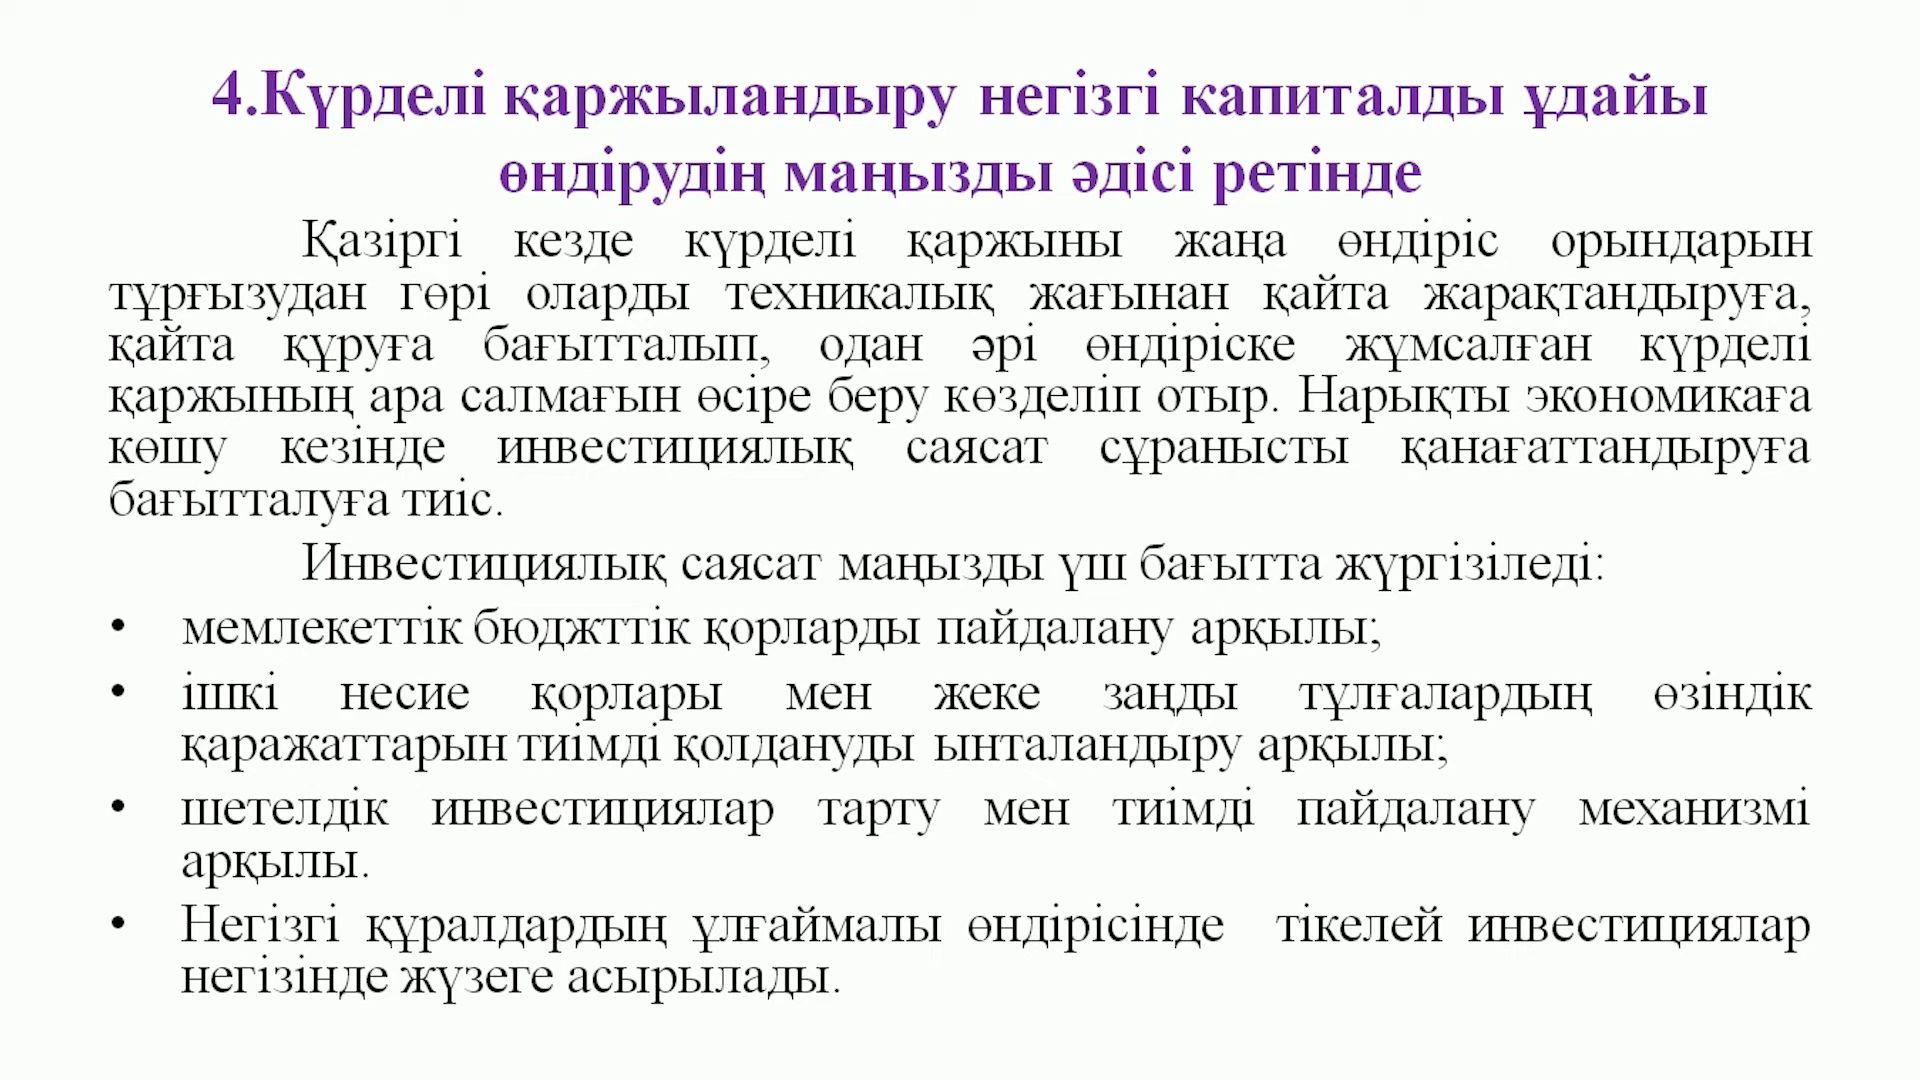 4.Күрделі қаржыландыру негізгі капиталды ұдайы
өндірудің маңызды әдісі ретінде
Қазіргі кезде күрделі қаржыны жаңа өндіріс орындарын
тұрғызудан гөрі оларды техникалық жағынан қайта жарақтандыруға,
қайта құруға бағытталып, одан әрі өндіріске жұмсалған күрделі
қаржының ара салмағын өсіре беру көзделіп отыр. Нарықты экономикаға
көшу кезінде инвестициялық саясат сұранысты қанағаттандыруға
бағытталуға тиіс.
Инвестициялық саясат маңызды үш бағытта жүргізіледі:
• мемлекеттік бюджттік қорларды пайдалану арқылы;
• ішкі несие қорлары мен жеке заңды тұлғалардың өзіндік
қаражаттарын тиімді қолдануды ынталандыру арқылы;
• шетелдік инвестициялар тарту мен тиімді пайдалану механизмі
арқылы.
• Негізгі құралдардың ұлғаймалы өндірісінде тікелей инвестициялар
негізінде жүзеге асырылады.